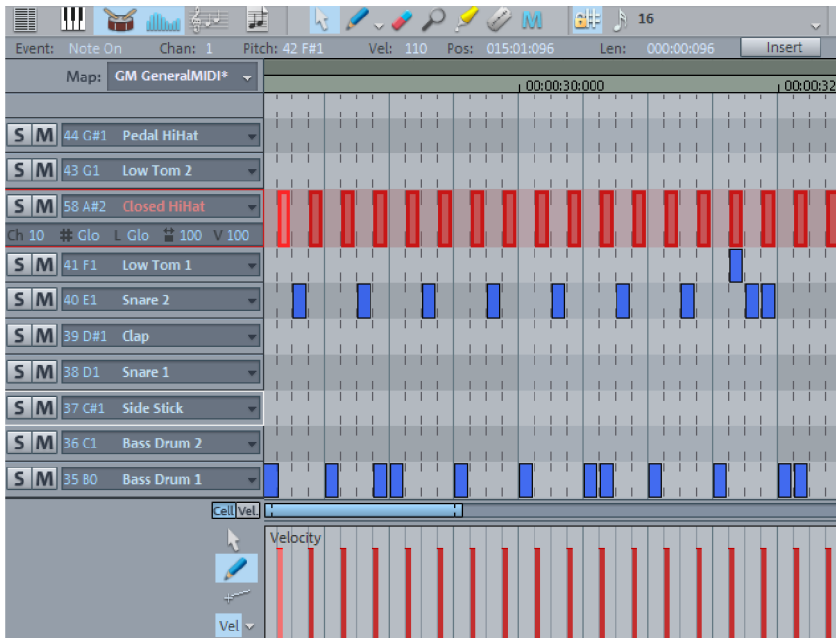 M 16
Event: Note On Chan: 1 Pitch: 42 F#1 Vel: 110 Pos: 015:01:096 Len: 000:00:096 Insert
Map: GM GeneralMIDI*
00:00:30:000 00:00:32
S M 44 G#1 Pedal HiHat
S M 43 G1 Low Tom 2
S M 58 A#2 Closed HiHat
Ch 10 # Glo L Glo 100 V 100
S M 41 F1 Low Tom 1
S M 40 E1 Snare 2
S M 39 D#1 Clap
S M 38 D1 Snare 1
S M 37 C#1 Side Stick
S M 36 C1 Bass Drum 2
S M 35 B0 Bass Drum 1
Cell Vel.
Velocity
Vel